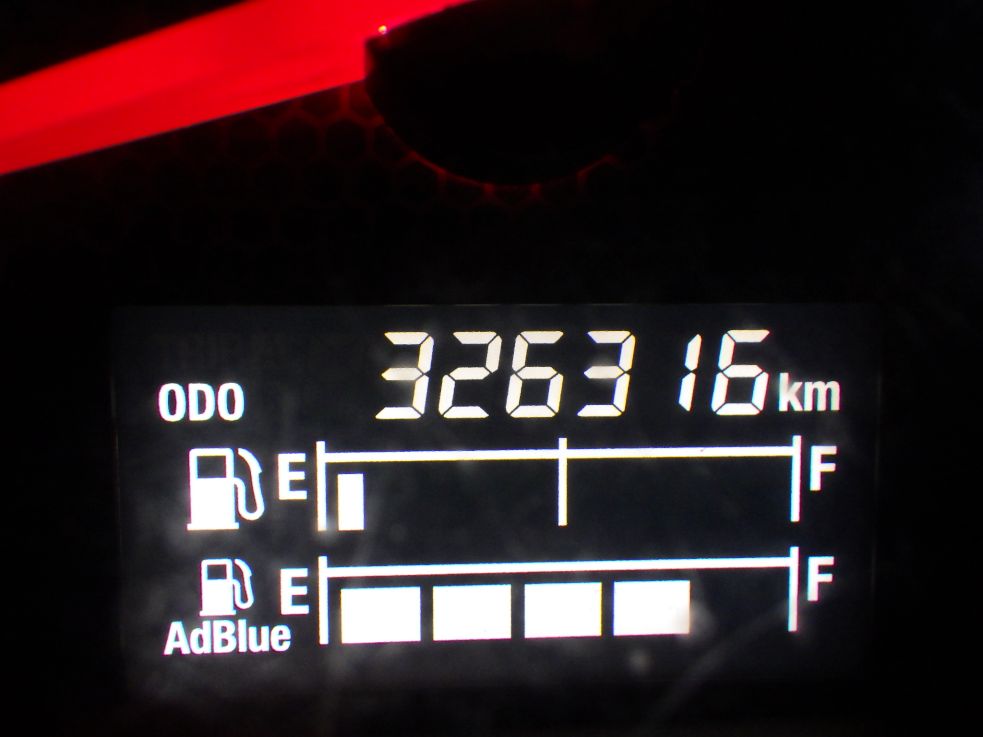 ODO 326316 km
E F
E F
AdBlue